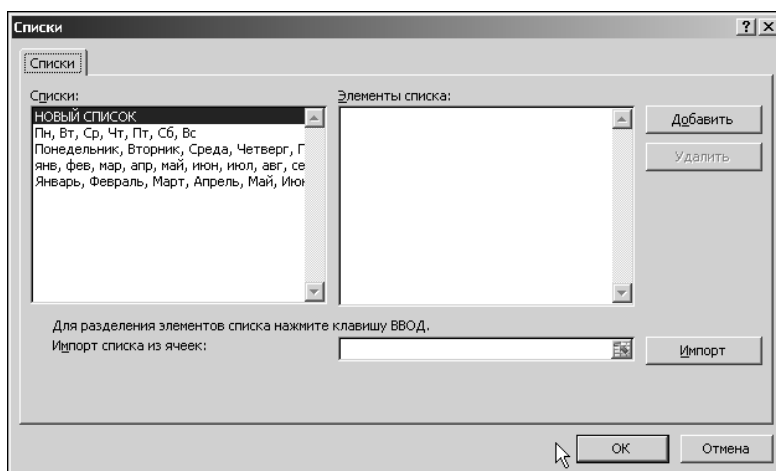 Списки
Списки
Списки:
НОВЫЙ СПИСОК
Пн, Вт, Ср, Чт, Пт, Сб, Вс
Понедельник, Вторник, Среда, Четверг, П
янв, фев, мар, апр, май, июн, июл, авг, се
Январь, Февраль, Март, Апрель, Май, Июн
Элементы списка:
Добавить
Удалить
Для разделения элементов списка нажмите клавишу ВВОД.
Импорт списка из ячеек:
Импорт
ОК
Отмена